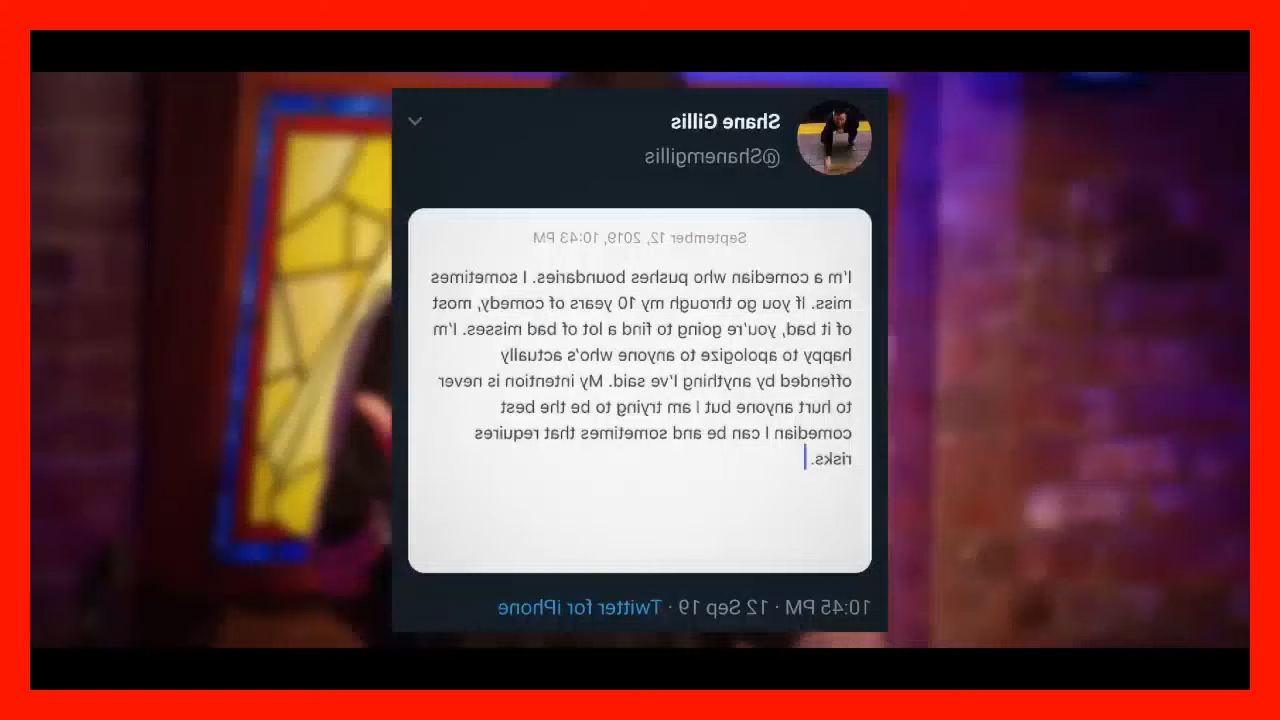 Shane Gillis
@Shanemgillis
September 12, 2019, 10:43 PM
I'm a comedian who pushes boundaries. I sometimes
miss. If you go through my 10 years of comedy, most
of it bad, you're going to find a lot of bad misses. I'm
happy to apologize to anyone who's actually
offended by anything I've said. My intention is never
to hurt anyone but I am trying to be the best
comedian I can be and sometimes that requires
risks.
10:45 PM · 12 Sep 19 · Twitter for iPhone